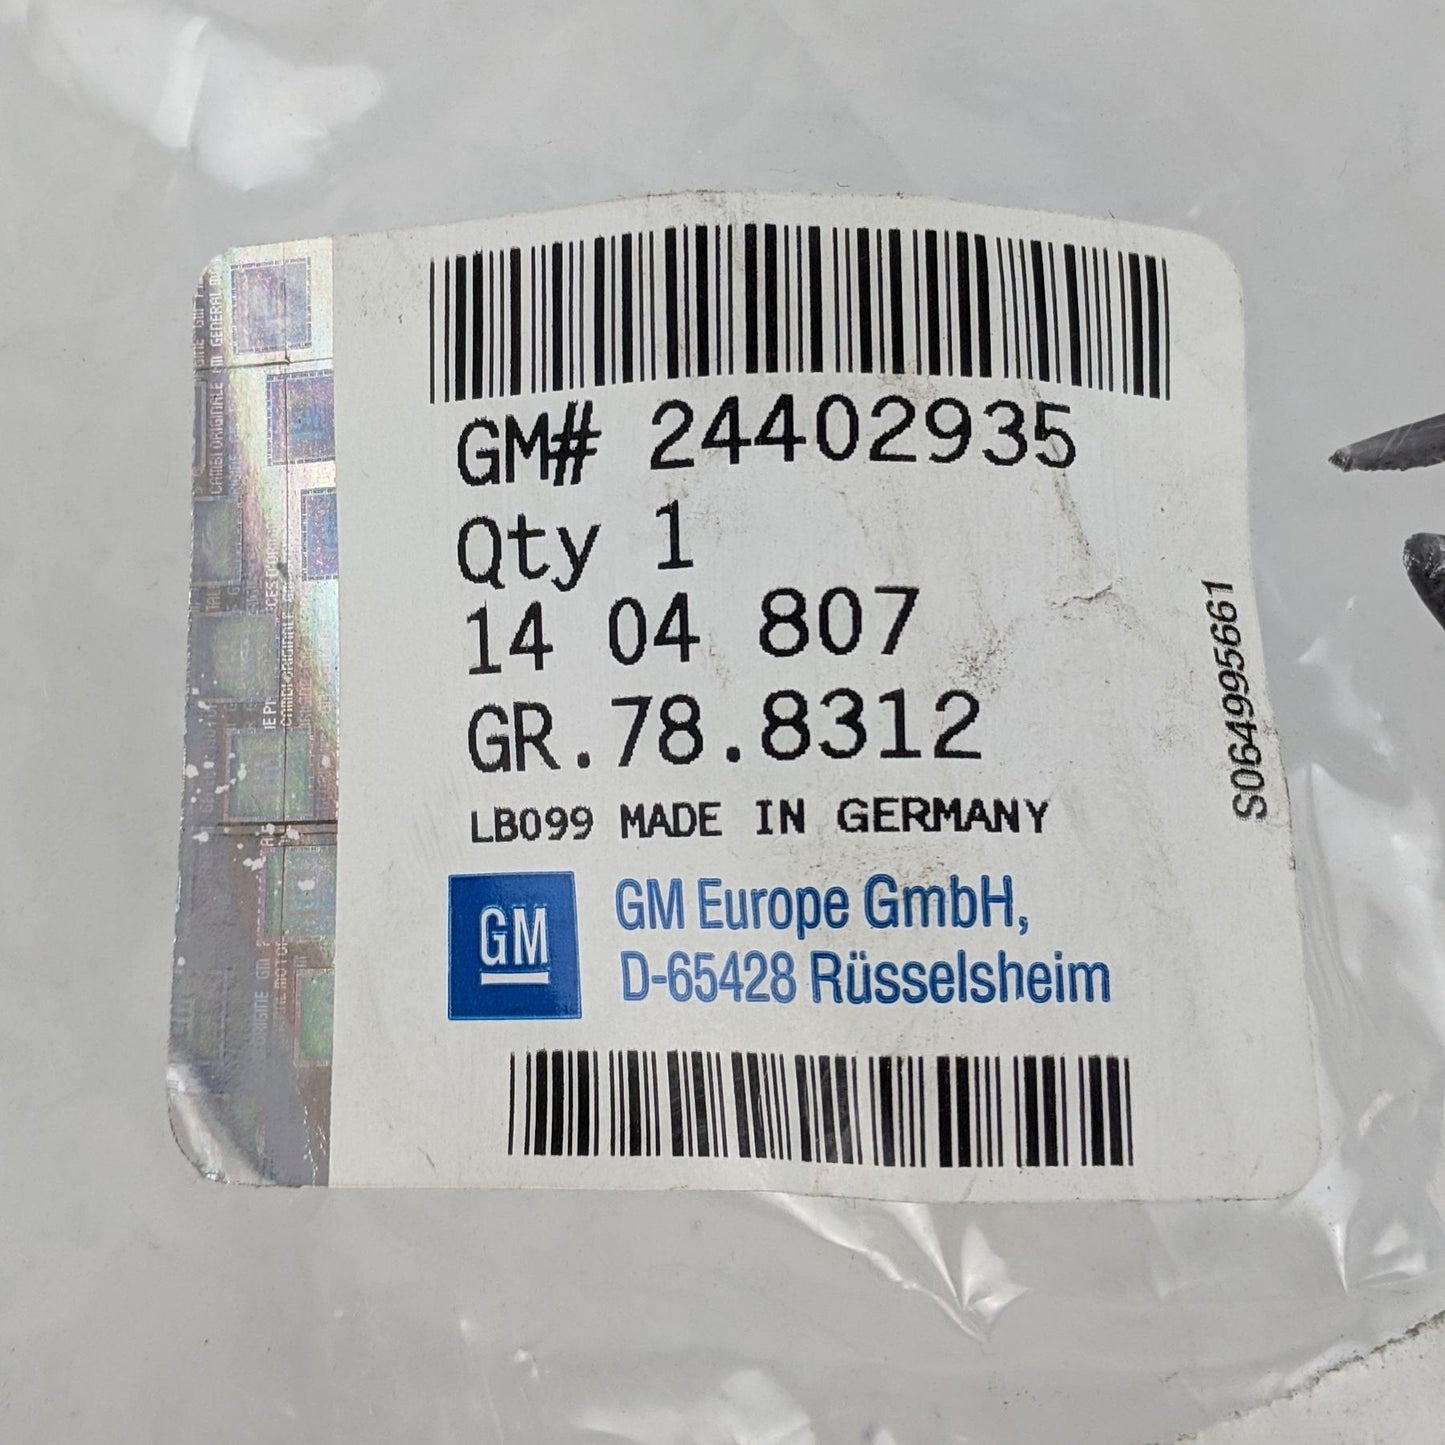 GM# 24402935
Qty 1
14 04 807
GR.78.8312
LB099 MADE IN GERMANY
GM
GM Europe GmbH,
D-65428 Rüsselsheim
S064995661